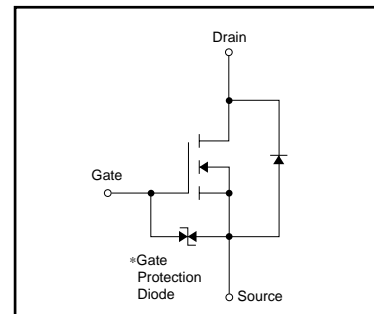 Drain
Gate
∗Gate
Protection
Diode
Source